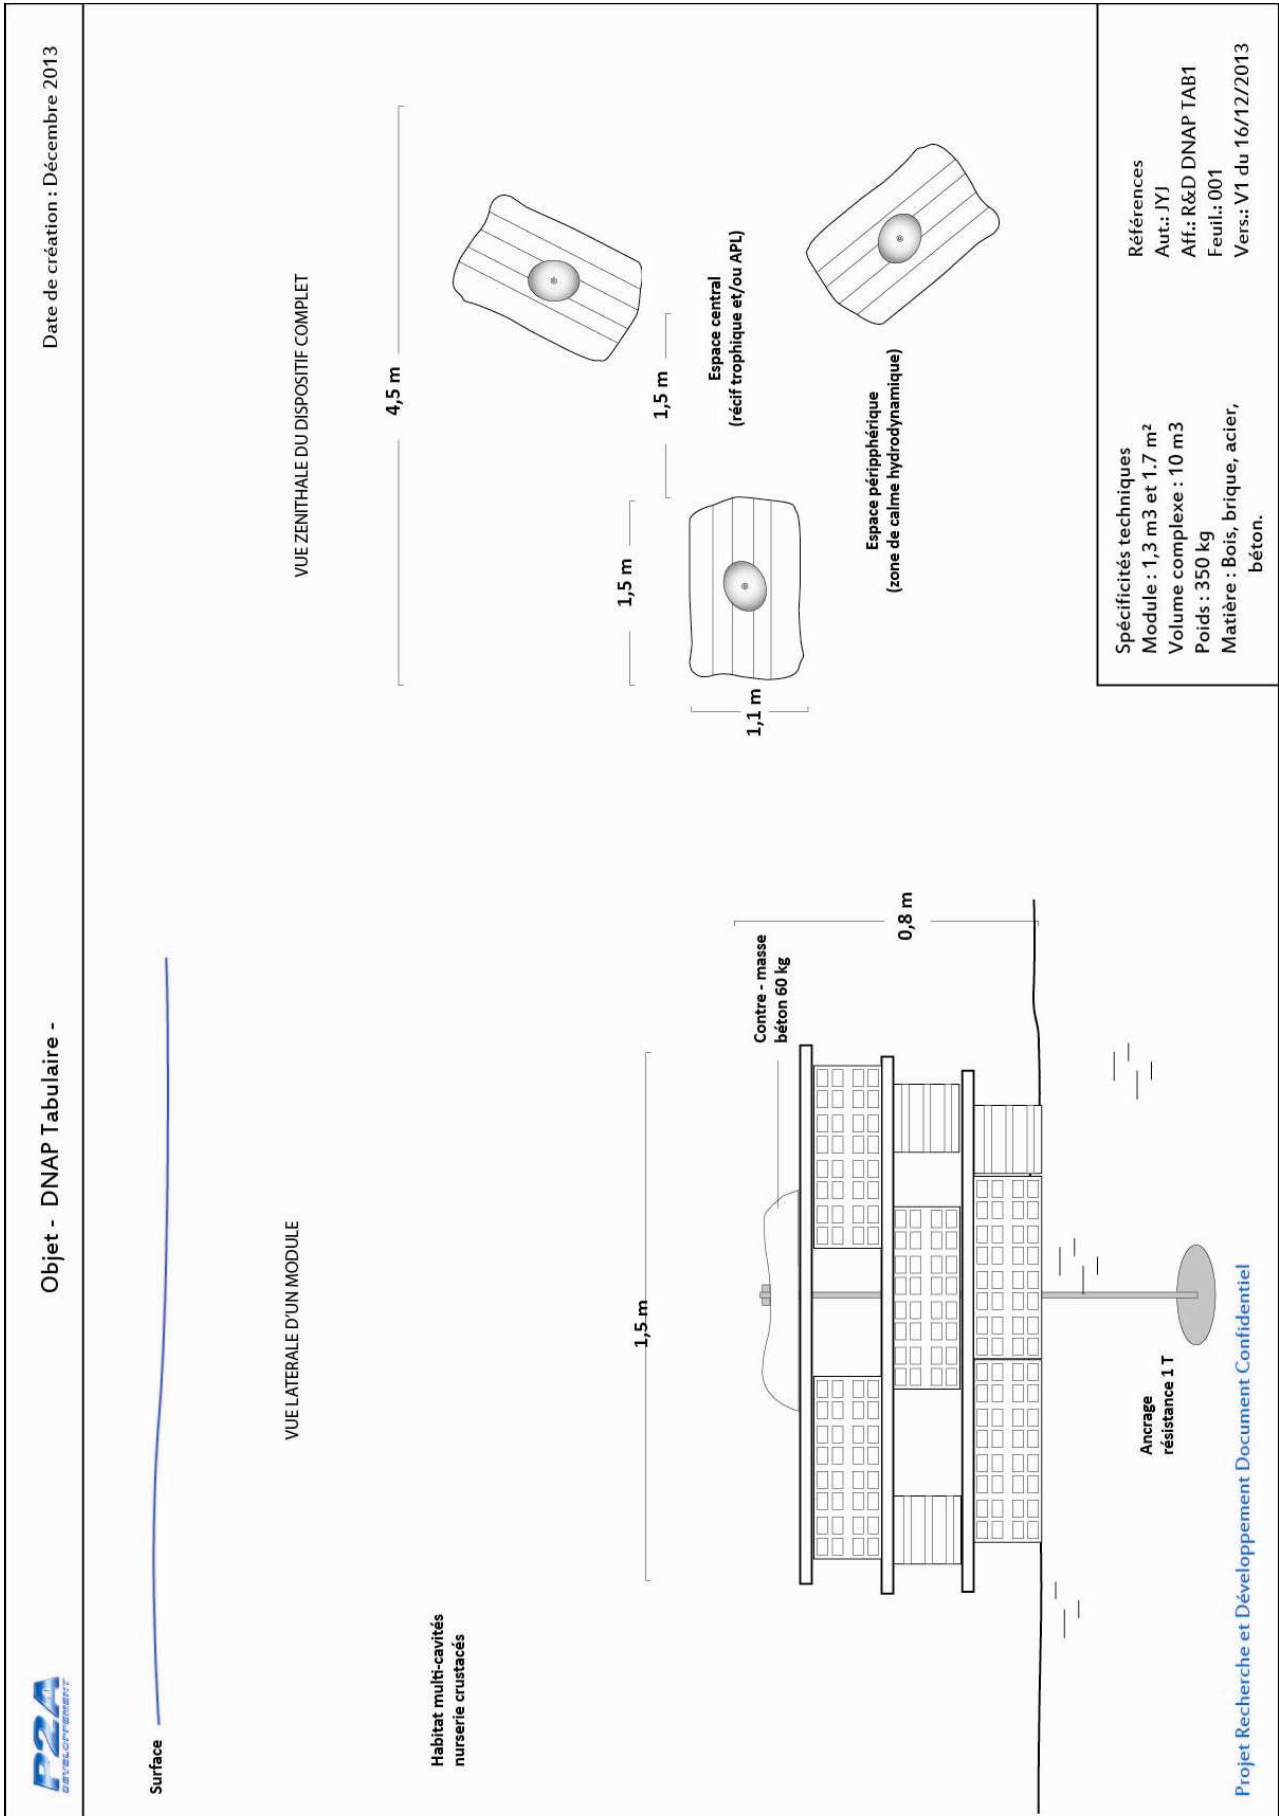 P2A
DEVELOPPEMENT
Objet - DNAP Tabulaire -
Date de création : Décembre 2013
Surface
VUE LATERALE D'UN MODULE
VUE ZENITHALE DU DISPOSITIF COMPLET
Habitat multi-cavités
nurserie crustacés
1,5 m
Contre - masse
béton 60 kg
0,8 m
Ancrage
résistance 1 T
4,5 m
1,5 m
1,5 m
1,1 m
Espace central
(récif trophique et/ou APL)
Espace péripphérique
(zone de calme hydrodynamique)
Spécificités techniques
Module : 1,3 m3 et 1.7 m²
Volume complexe : 10 m3
Poids : 350 kg
Matière : Bois, brique, acier,
béton.
Références
Aut.: JYJ
Aff.: R&D DNAP TAB1
Feuil.: 001
Vers.: V1 du 16/12/2013
Projet Recherche et Développement Document Confidentiel